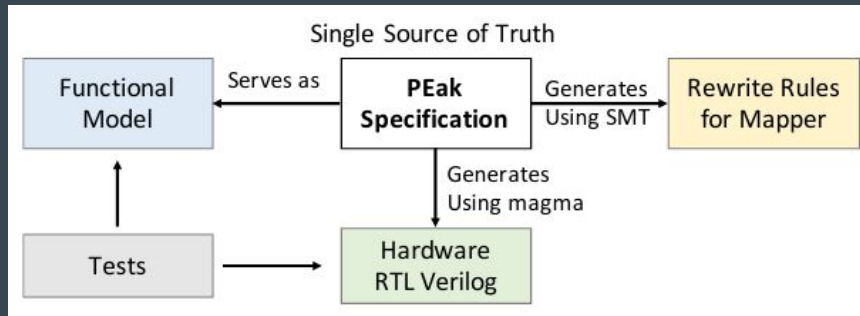 Single Source of Truth
Functional
Model
Serves as
PEak
Specification
Generates
Using SMT
Rewrite Rules
for Mapper
Generates
Using magma
Tests
Hardware
RTL Verilog